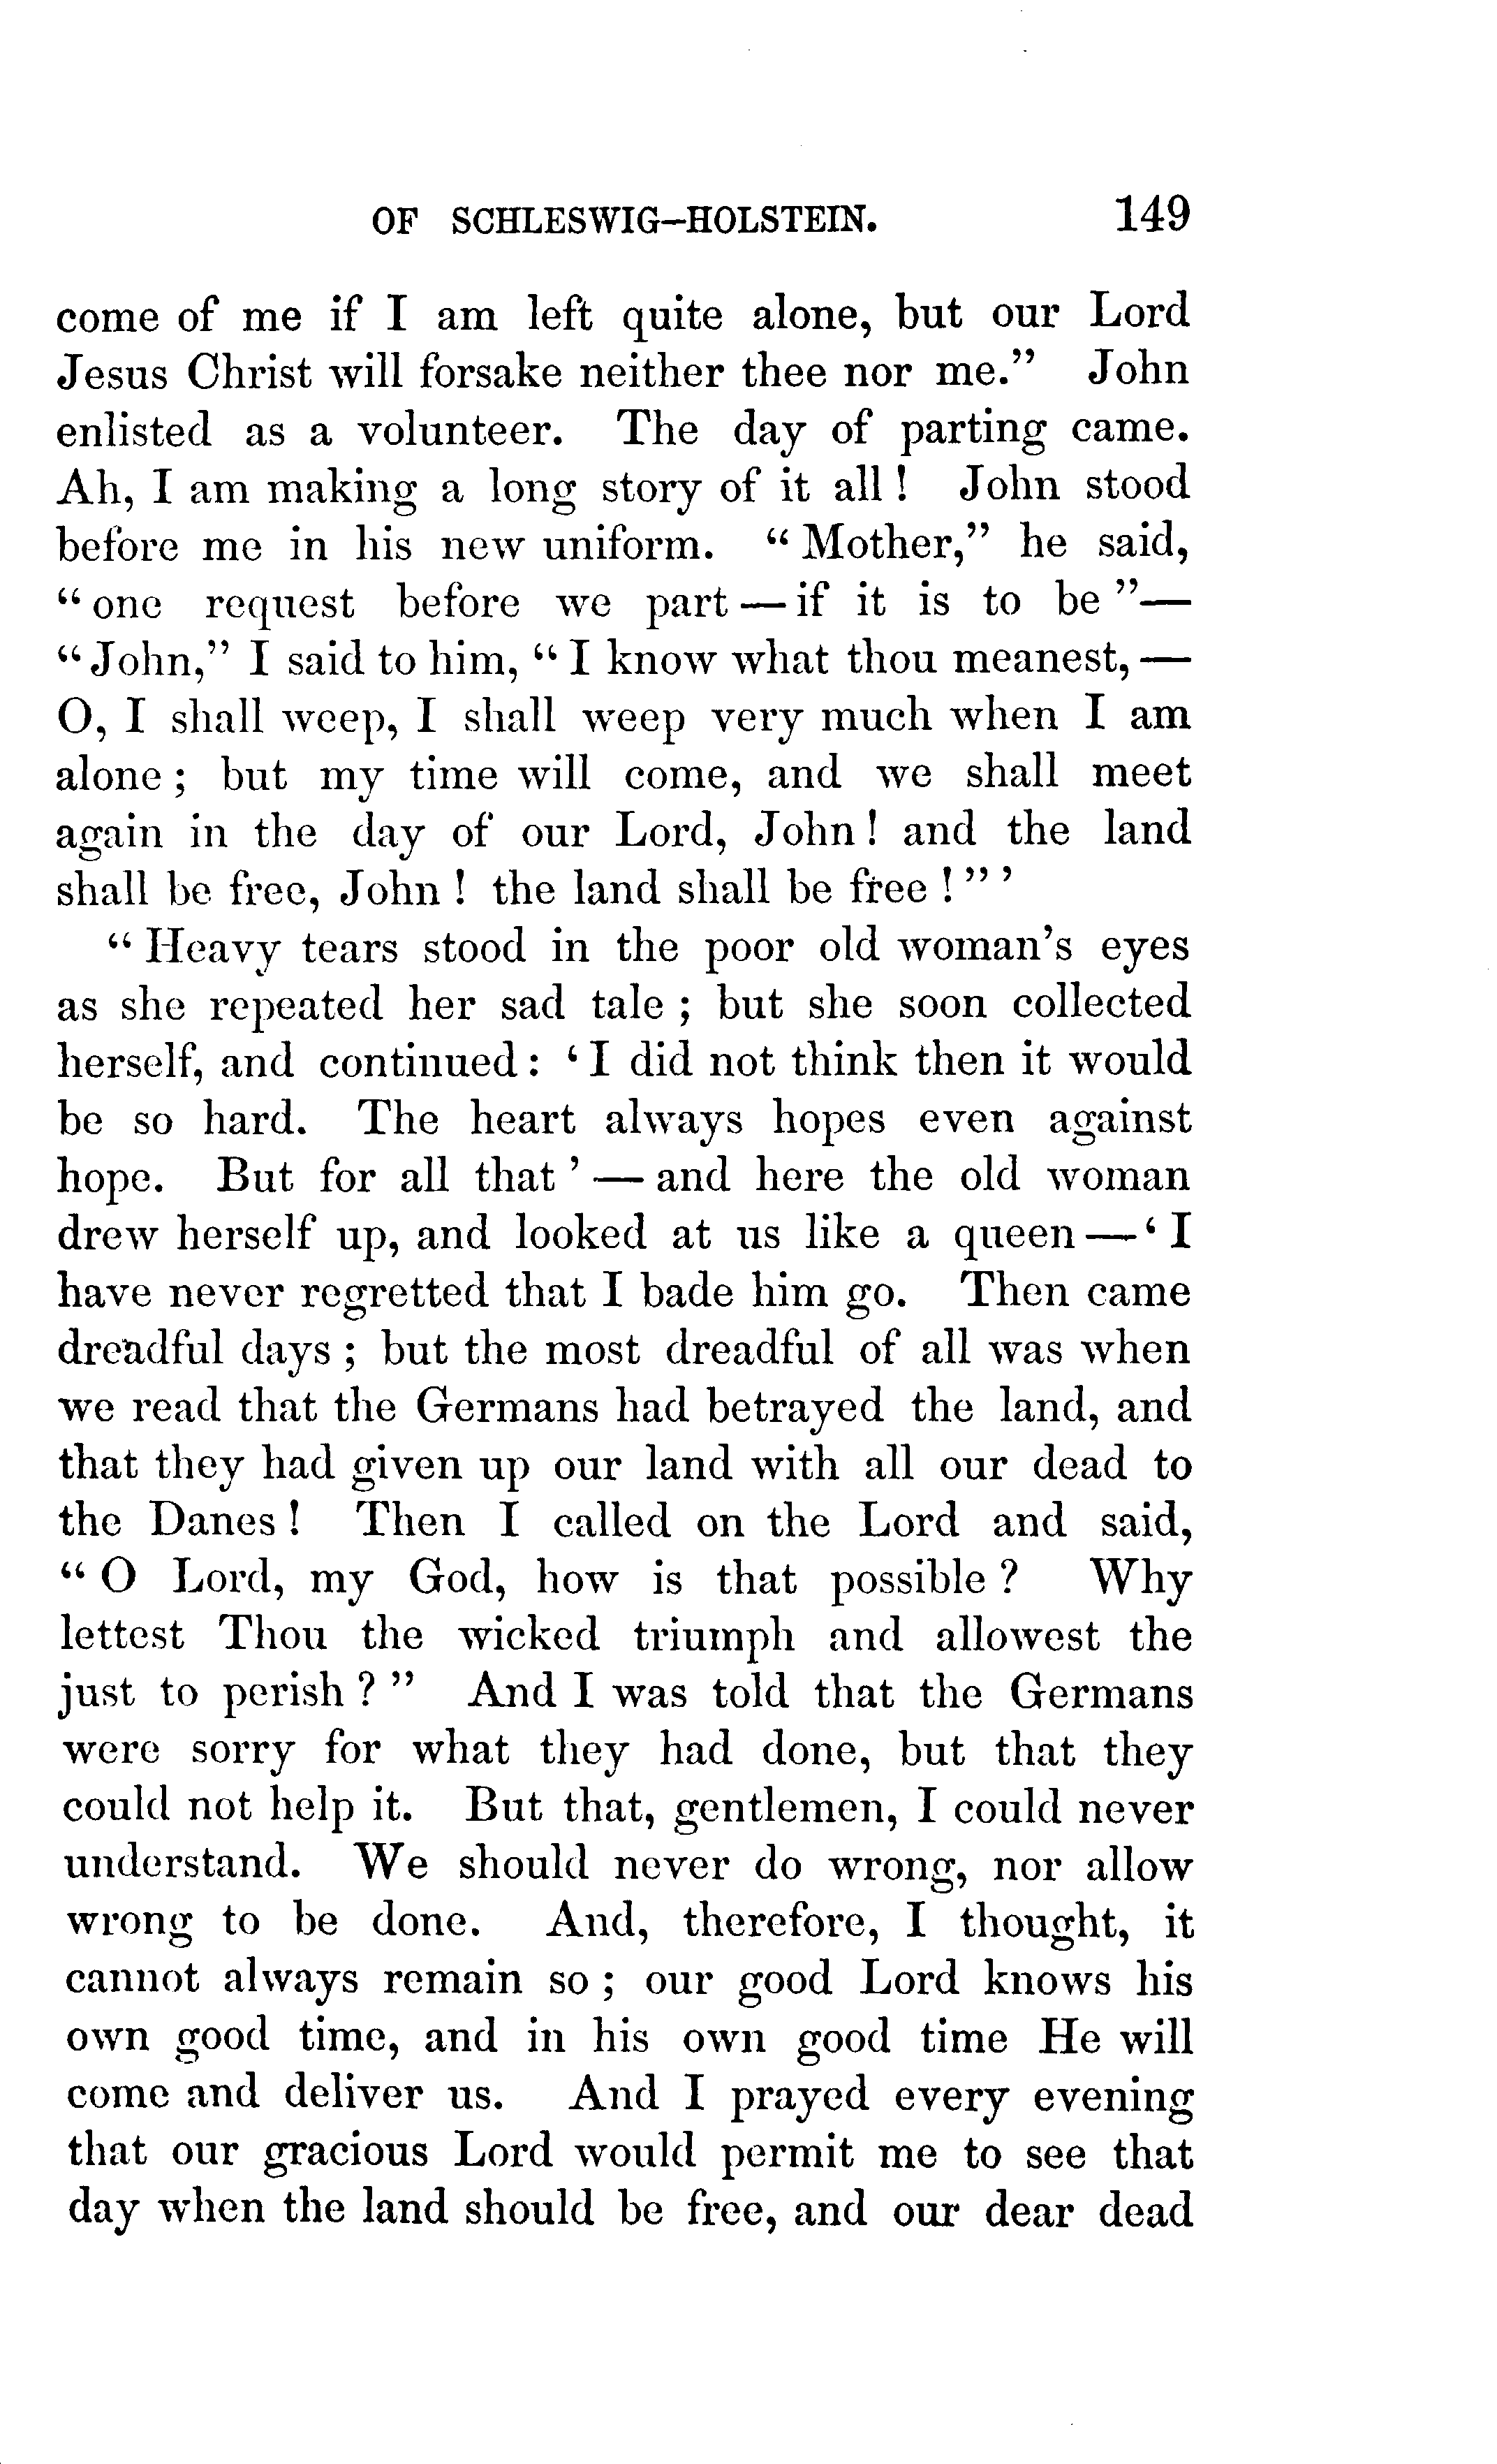 OF SCHLESWIG-HOLSTEIN. 149
come of me if I am left quite alone, but our Lord
Jesus Christ will forsake neither thee nor me.” John
enlisted as a volunteer. The day of parting came.
Ah, I am making a long story of it all ! John stood
before me in his new uniform. “ Mother,” he said,
“ one request before we part — if it is to be ”—
“ John,” I said to him, “ I know what thou meanest, —
O, I shall weep, I shall weep very much when I am
alone ; but my time will come, and we shall meet
again in the day of our Lord, John ! and the land
shall be free, John ! the land shall be free ! ” ’
“ Heavy tears stood in the poor old woman’s eyes
as she repeated her sad tale ; but she soon collected
herself, and continued : ‘ I did not think then it would
be so hard. The heart always hopes even against
hope. But for all that ’ — and here the old woman
drew herself up, and looked at us like a queen — ‘ I
have never regretted that I bade him go. Then came
dreadful days ; but the most dreadful of all was when
we read that the Germans had betrayed the land, and
that they had given up our land with all our dead to
the Danes ! Then I called on the Lord and said,
“ O Lord, my God, how is that possible ? Why
lettest Thou the wicked triumph and allowest the
just to perish ? ” And I was told that the Germans
were sorry for what they had done, but that they
could not help it. But that, gentlemen, I could never
understand. We should never do wrong, nor allow
wrong to be done. And, therefore, I thought, it
cannot always remain so ; our good Lord knows his
own good time, and in his own good time He will
come and deliver us. And I prayed every evening
that our gracious Lord would permit me to see that
day when the land should be free, and our dear dead